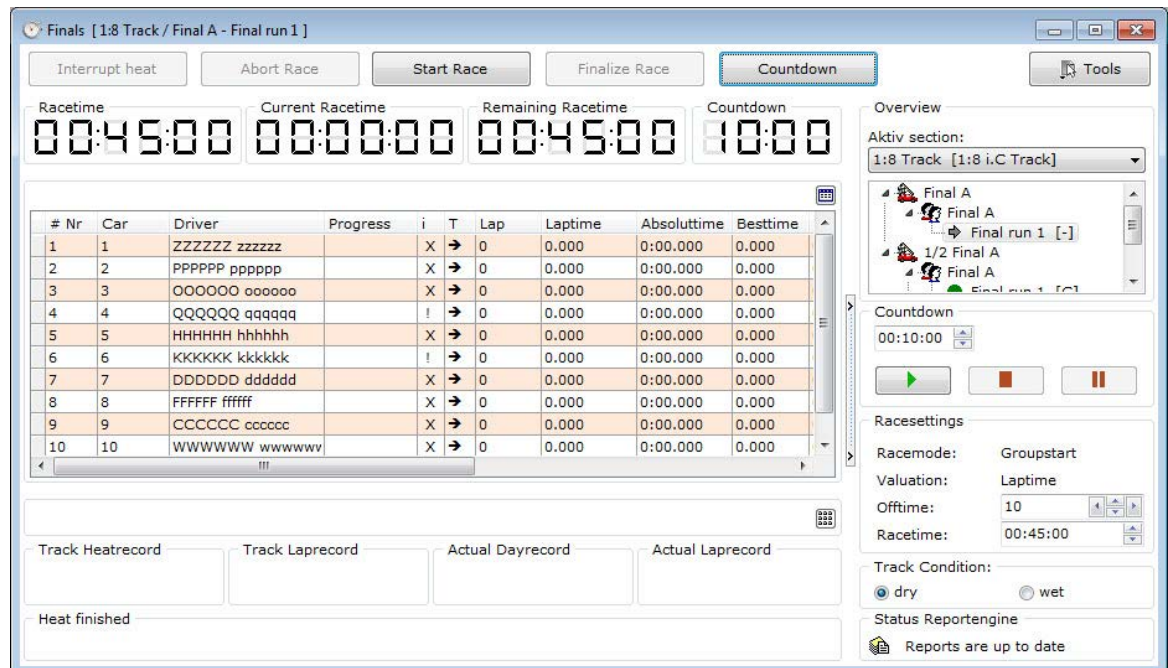 Finals [1:8 Track / Final A - Final run 1 ]
Interrupt heat Abort Race Start Race Finalize Race Countdown Tools
Racetime Current Racetime Remaining Racetime Countdown
00:45:00 00:00:00 00:45:00 10:00
Overview
Aktiv section:
1:8 Track [1:8 i.C Track]
Final A
Final A
Final run 1 [-]
1/2 Final A
Final A
Final run 1 [C]
# Nr Car Driver Progress i T Lap Laptime Absoluttime Besttime
1 1 ZZZZZZ zzzzzz X ➔ 0 0.000 0:00.000 0.000
2 2 PPPPPP pppppp X ➔ 0 0.000 0:00.000 0.000
3 3 OOOOOO oooooo X ➔ 0 0.000 0:00.000 0.000
4 4 QQQQQQ qqqqqq ! ➔ 0 0.000 0:00.000 0.000
5 5 HHHHHH hhhhhh X ➔ 0 0.000 0:00.000 0.000
6 6 KKKKKK kkkkkk ! ➔ 0 0.000 0:00.000 0.000
7 7 DDDDDD dddddd X ➔ 0 0.000 0:00.000 0.000
8 8 FFFFFF ffffff X ➔ 0 0.000 0:00.000 0.000
9 9 CCCCCC cccccc X ➔ 0 0.000 0:00.000 0.000
10 10 WWWWWW wwwwww X ➔ 0 0.000 0:00.000 0.000
Countdown
00:10:00
Racesettings
Racemode: Groupstart
Valuation: Laptime
Offtime: 10
Racetime: 00:45:00
Track Heatrecord Track Laprecord Actual Dayrecord Actual Laprecord
Track Condition:
dry wet
Heat finished
Status Reportengine
Reports are up to date